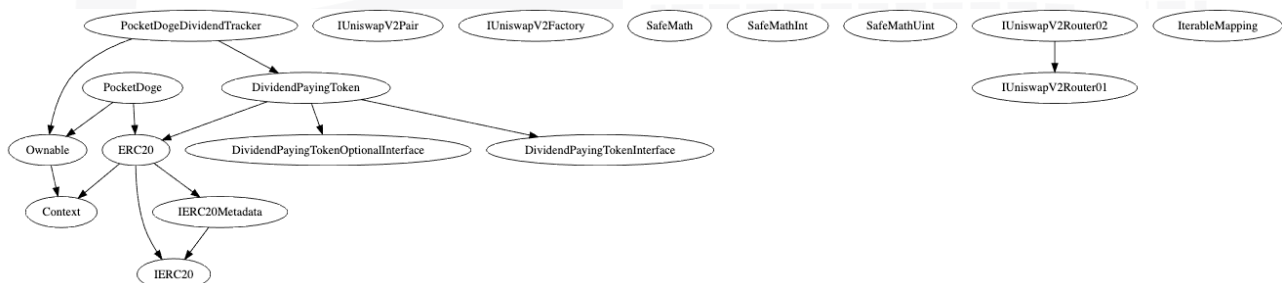 PocketDogeDividendTracker
IUniswapV2Pair
IUniswapV2Factory
SafeMath
SafeMathInt
SafeMathUint
IUniswapV2Router02
IterableMapping
PocketDoge
DividendPayingToken
IUniswapV2Router01
Ownable
ERC20
DividendPayingTokenOptionalInterface
DividendPayingTokenInterface
Context
IERC20Metadata
IERC20